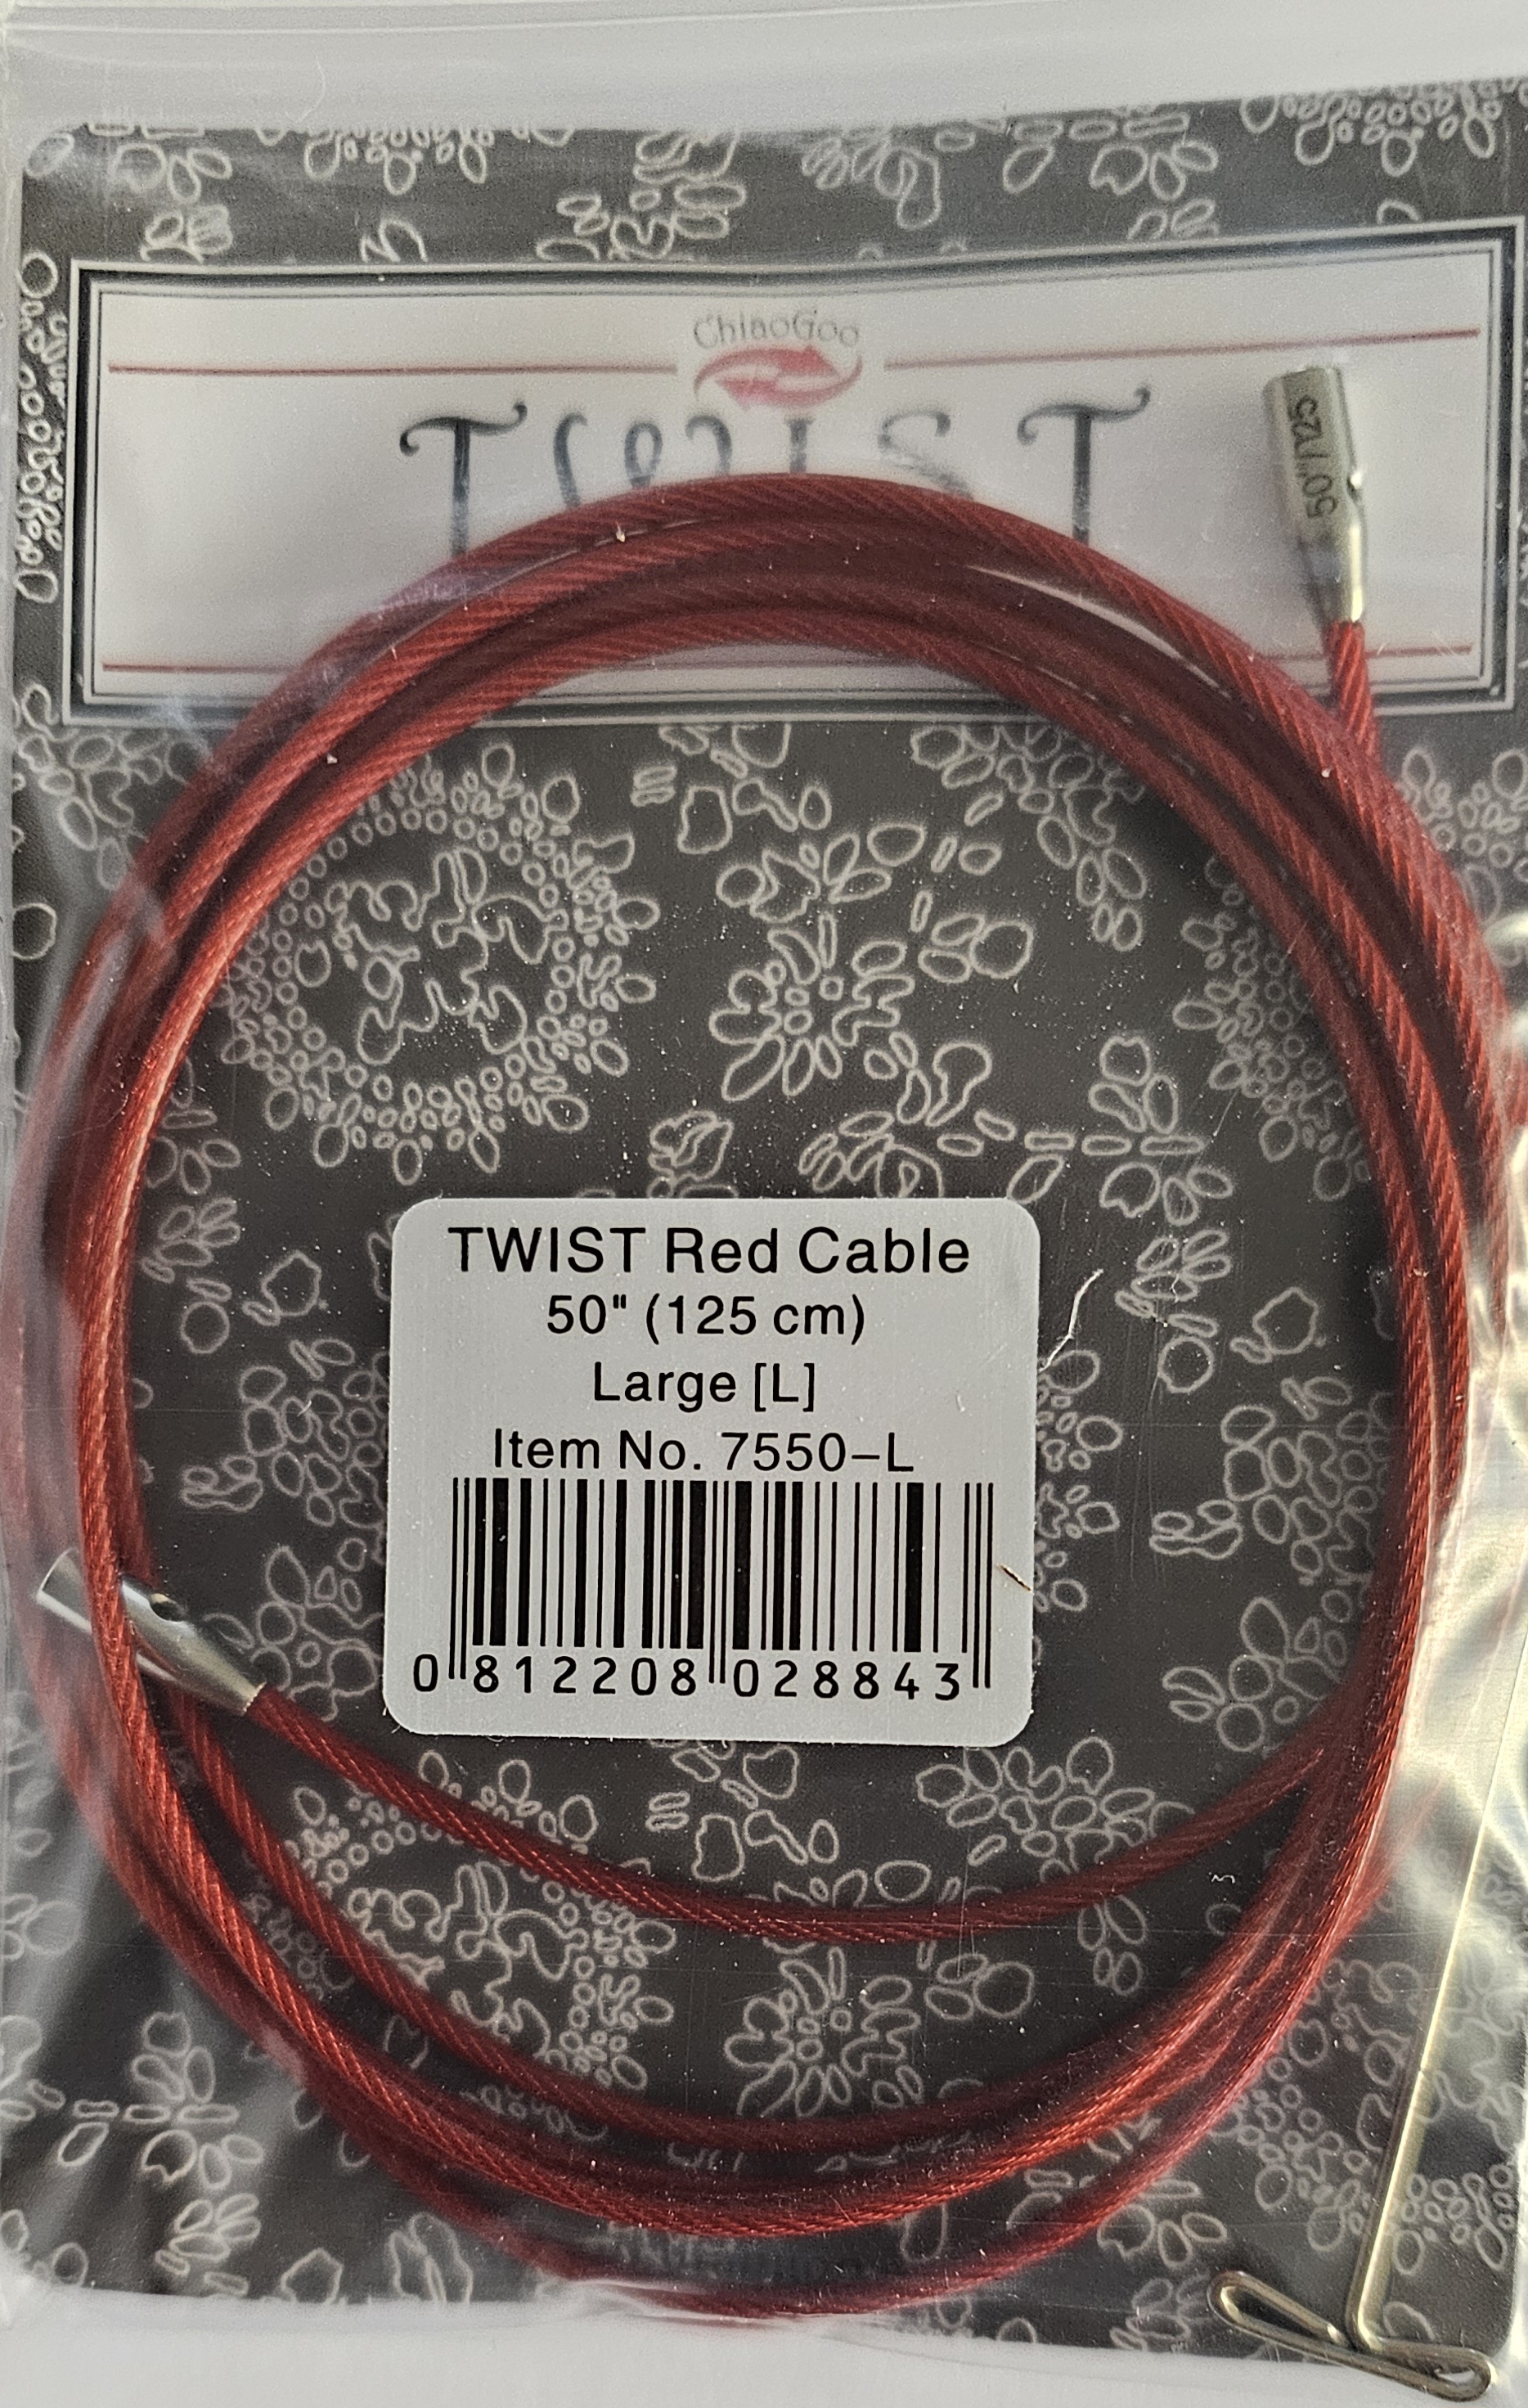 ChiaoGoo
TWIST
50"/125
TWIST Red Cable
50" (125 cm)
Large [L]
Item No. 7550-L
0 812208 028843